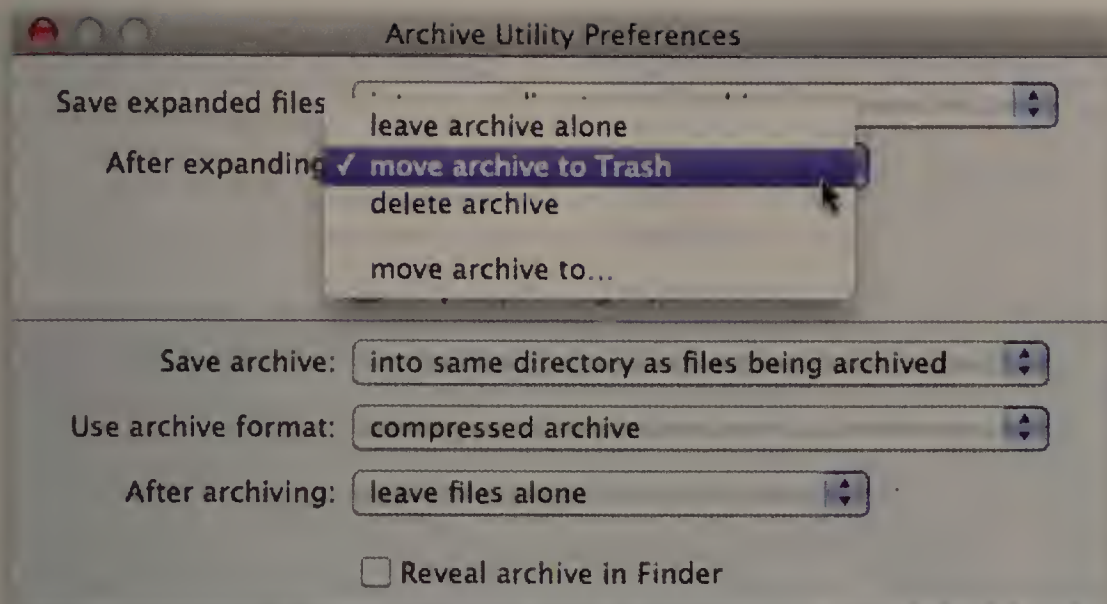 Archive Utility Preferences
Save expanded files
leave archive alone
After expanding ✓ move archive to Trash
delete archive
move archive to...
Save archive: into same directory as files being archived
Use archive format: compressed archive
After archiving: leave files alone
Reveal archive in Finder